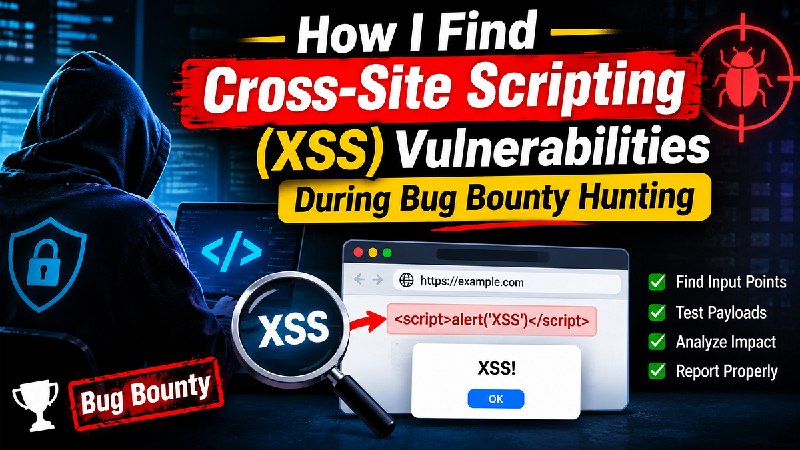 How I Find
Cross-Site Scripting
(XSS) Vulnerabilities
During Bug Bounty Hunting
</>
https://example.com
XSS
<script>alert('XSS')</script>
XSS!
OK
Find Input Points
Test Payloads
Analyze Impact
Report Properly
Bug Bounty